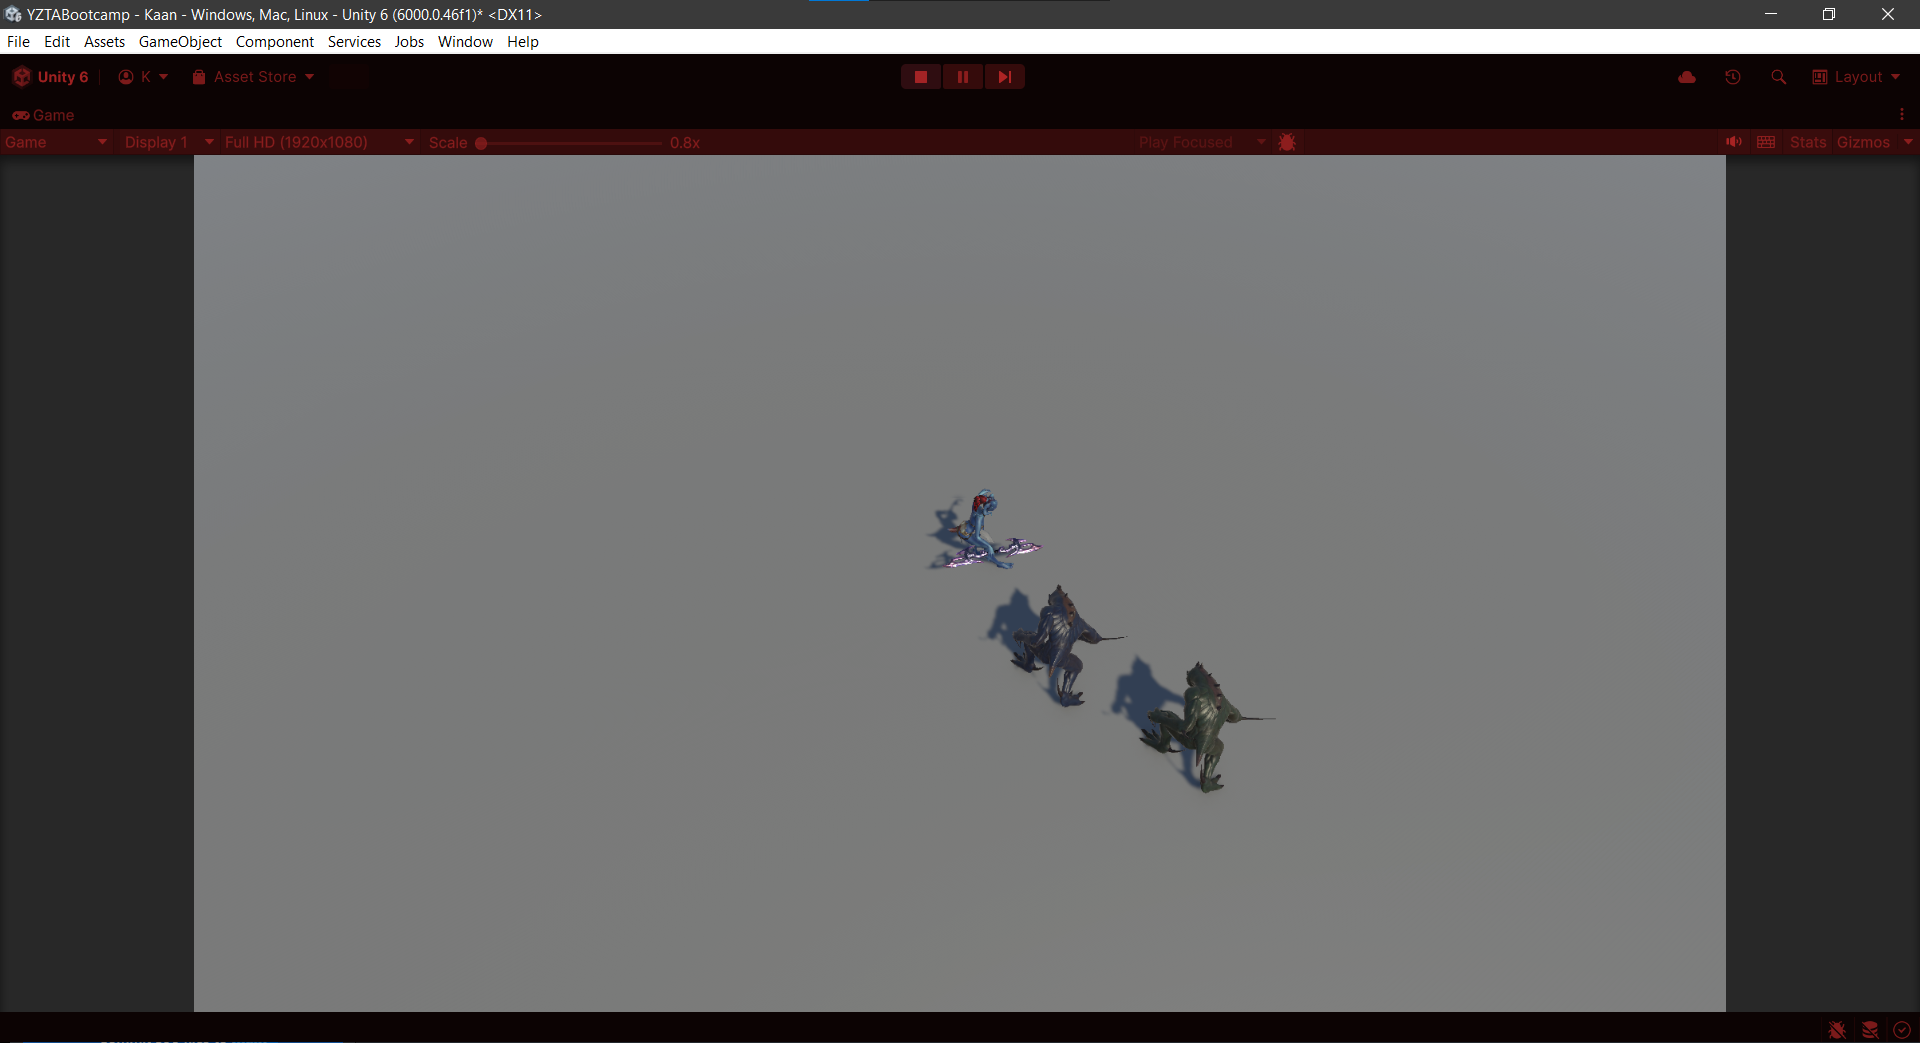 YZTABootcamp - Kaan - Windows, Mac, Linux - Unity 6 (6000.0.46f1)* <DX11>
File Edit Assets GameObject Component Services Jobs Window Help
Unity 6 K Asset Store Layout
Game
Game Display 1 Full HD (1920x1080) Scale 0.8x Play Focused Stats Gizmos